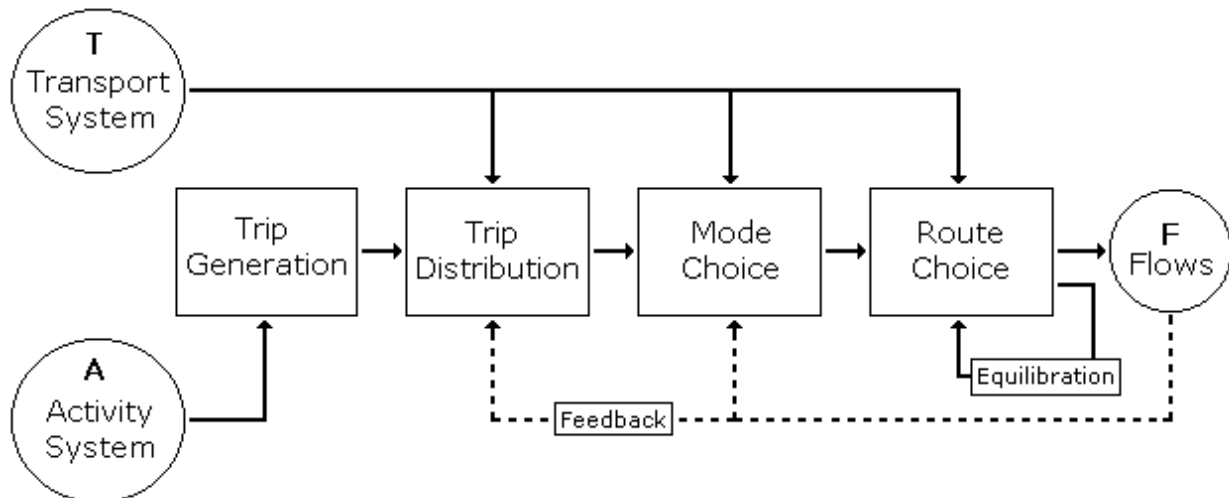 T
Transport
System
Trip
Generation
Trip
Distribution
Mode
Choice
Route
Choice
F
Flows
A
Activity
System
Equilibration
Feedback